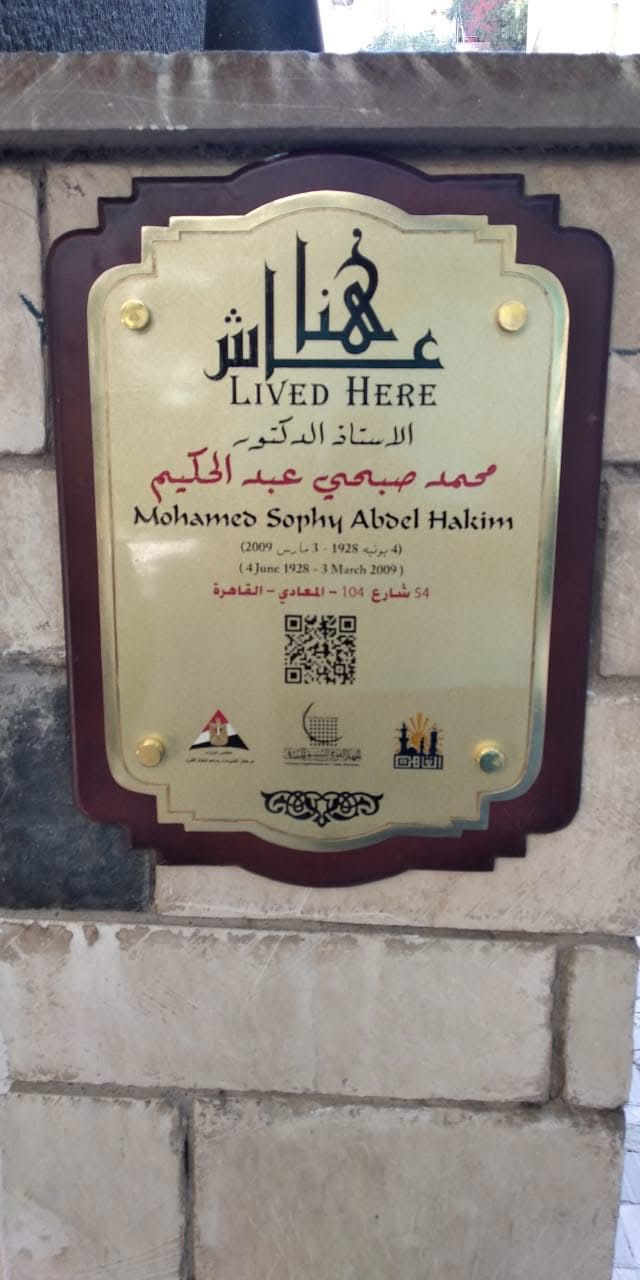 عاش هنا
LIVED HERE
الاستاذ الدكتور
محمد صبحي عبد الحكيم
Mohamed Sophy Abdel Hakim
(4 يونيه 1928 - 3 مارس 2009)
( 4 June 1928 - 3 March 2009 )
54 شارع 104 - المعادي - القاهرة
القاهرة